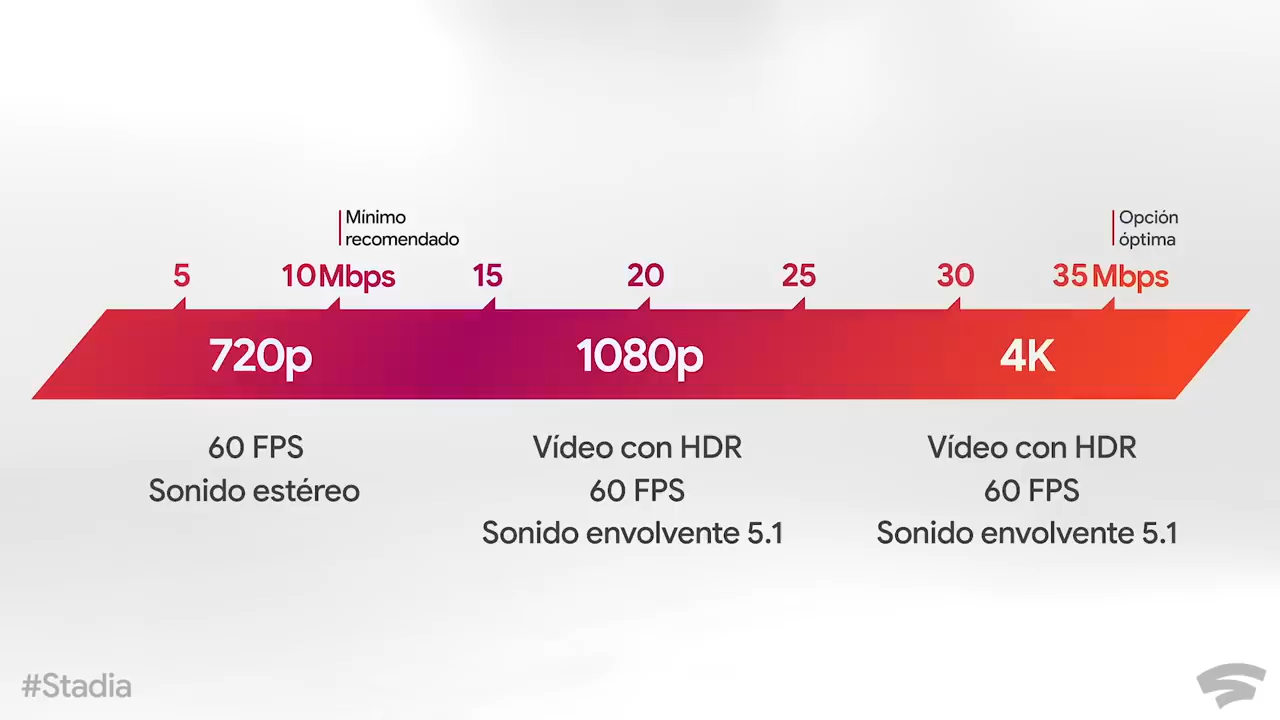 Mínimo
recomendado
Opción
óptima
5 10 Mbps 15 20 25 30 35 Mbps
720p 1080p 4K
60 FPS
Sonido estéreo
Vídeo con HDR
60 FPS
Sonido envolvente 5.1
Vídeo con HDR
60 FPS
Sonido envolvente 5.1
#Stadia